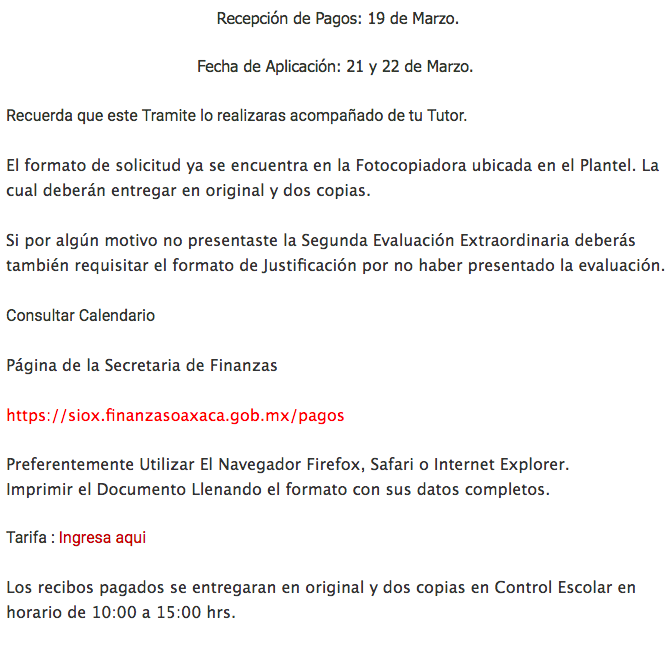 Recepción de Pagos: 19 de Marzo.
Fecha de Aplicación: 21 y 22 de Marzo.
Recuerda que este Tramite lo realizaras acompañado de tu Tutor.
El formato de solicitud ya se encuentra en la Fotocopiadora ubicada en el Plantel. La
cual deberán entregar en original y dos copias.
Si por algún motivo no presentaste la Segunda Evaluación Extraordinaria deberás
también requisitar el formato de Justificación por no haber presentado la evaluación.
Consultar Calendario
Página de la Secretaria de Finanzas
https://siox.finanzasoaxaca.gob.mx/pagos
Preferentemente Utilizar El Navegador Firefox, Safari o Internet Explorer.
Imprimir el Documento Llenando el formato con sus datos completos.
Tarifa : Ingresa aqui
Los recibos pagados se entregaran en original y dos copias en Control Escolar en
horario de 10:00 a 15:00 hrs.